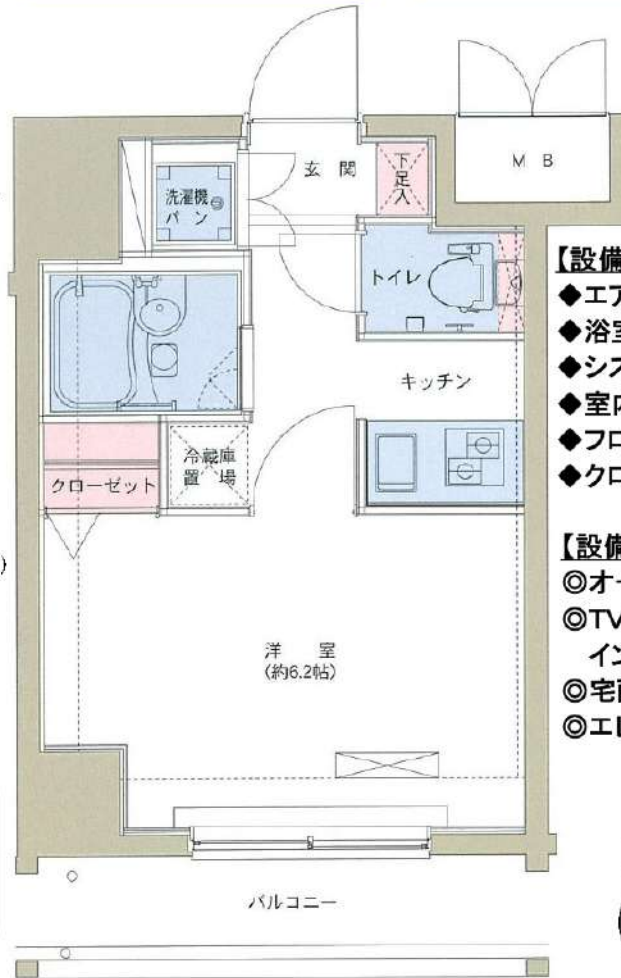 玄 関
下足入
M B
洗濯機
パン
トイレ
【設備
◆エア
◆浴室
◆シス
◆室内
◆フロ
◆クロ
キッチン
冷蔵庫
置 場
クローゼット
【設備
◎オー
◎TV
イン
◎宅配
◎エレ
洋 室
(約6.2帖)
バルコニー